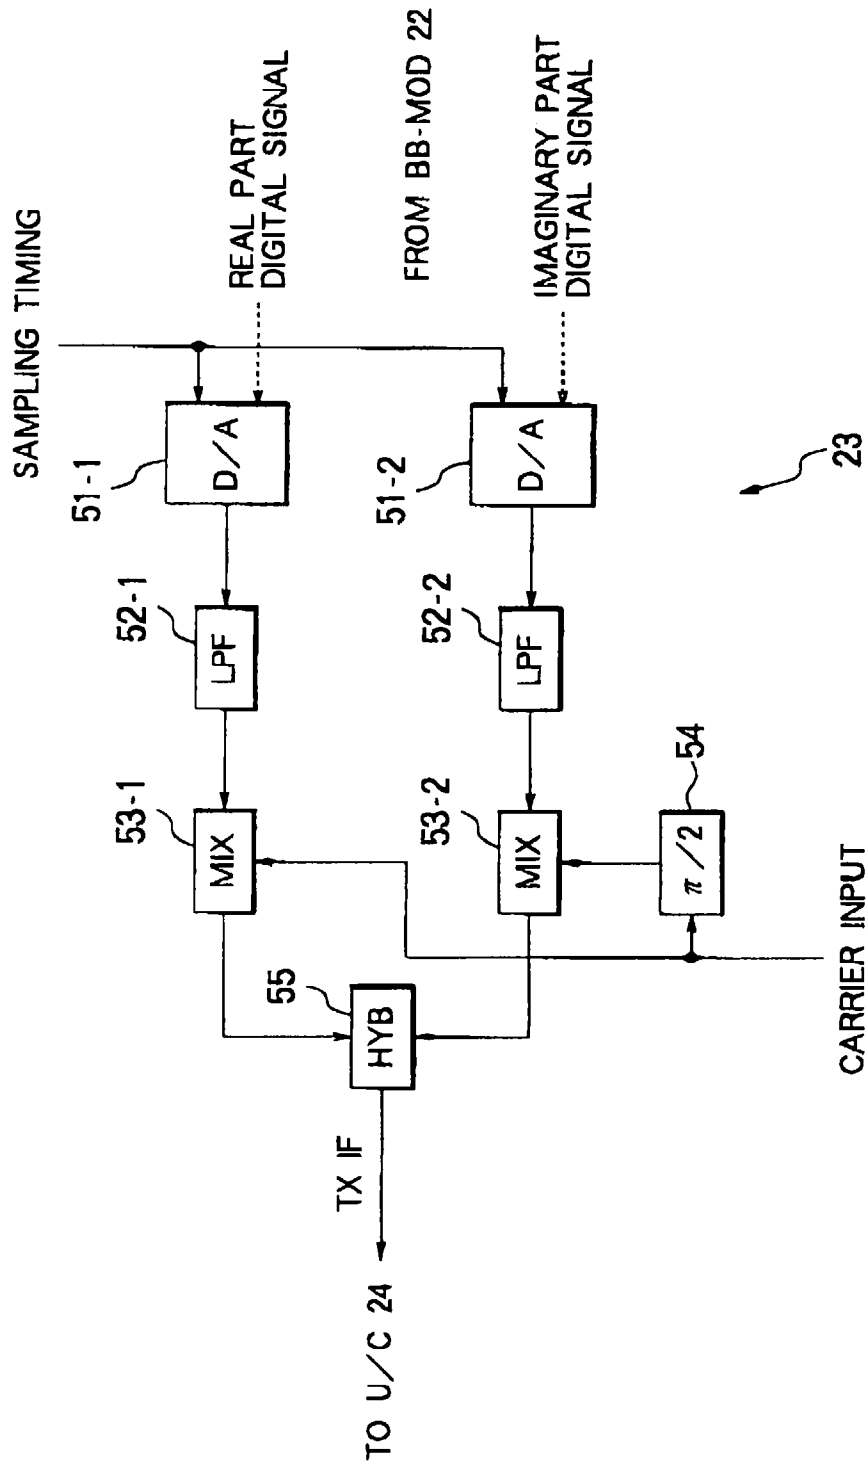 SAMPLING TIMING
REAL PART
DIGITAL SIGNAL
FROM BB-MOD 22
IMAGINARY PART
DIGITAL SIGNAL
51-1
D/A
51-2
D/A
23
52-1
LPF
52-2
LPF
53-1
MIX
53-2
MIX
54
π/2
CARRIER INPUT
55
HYB
TX IF
TO U/C 24